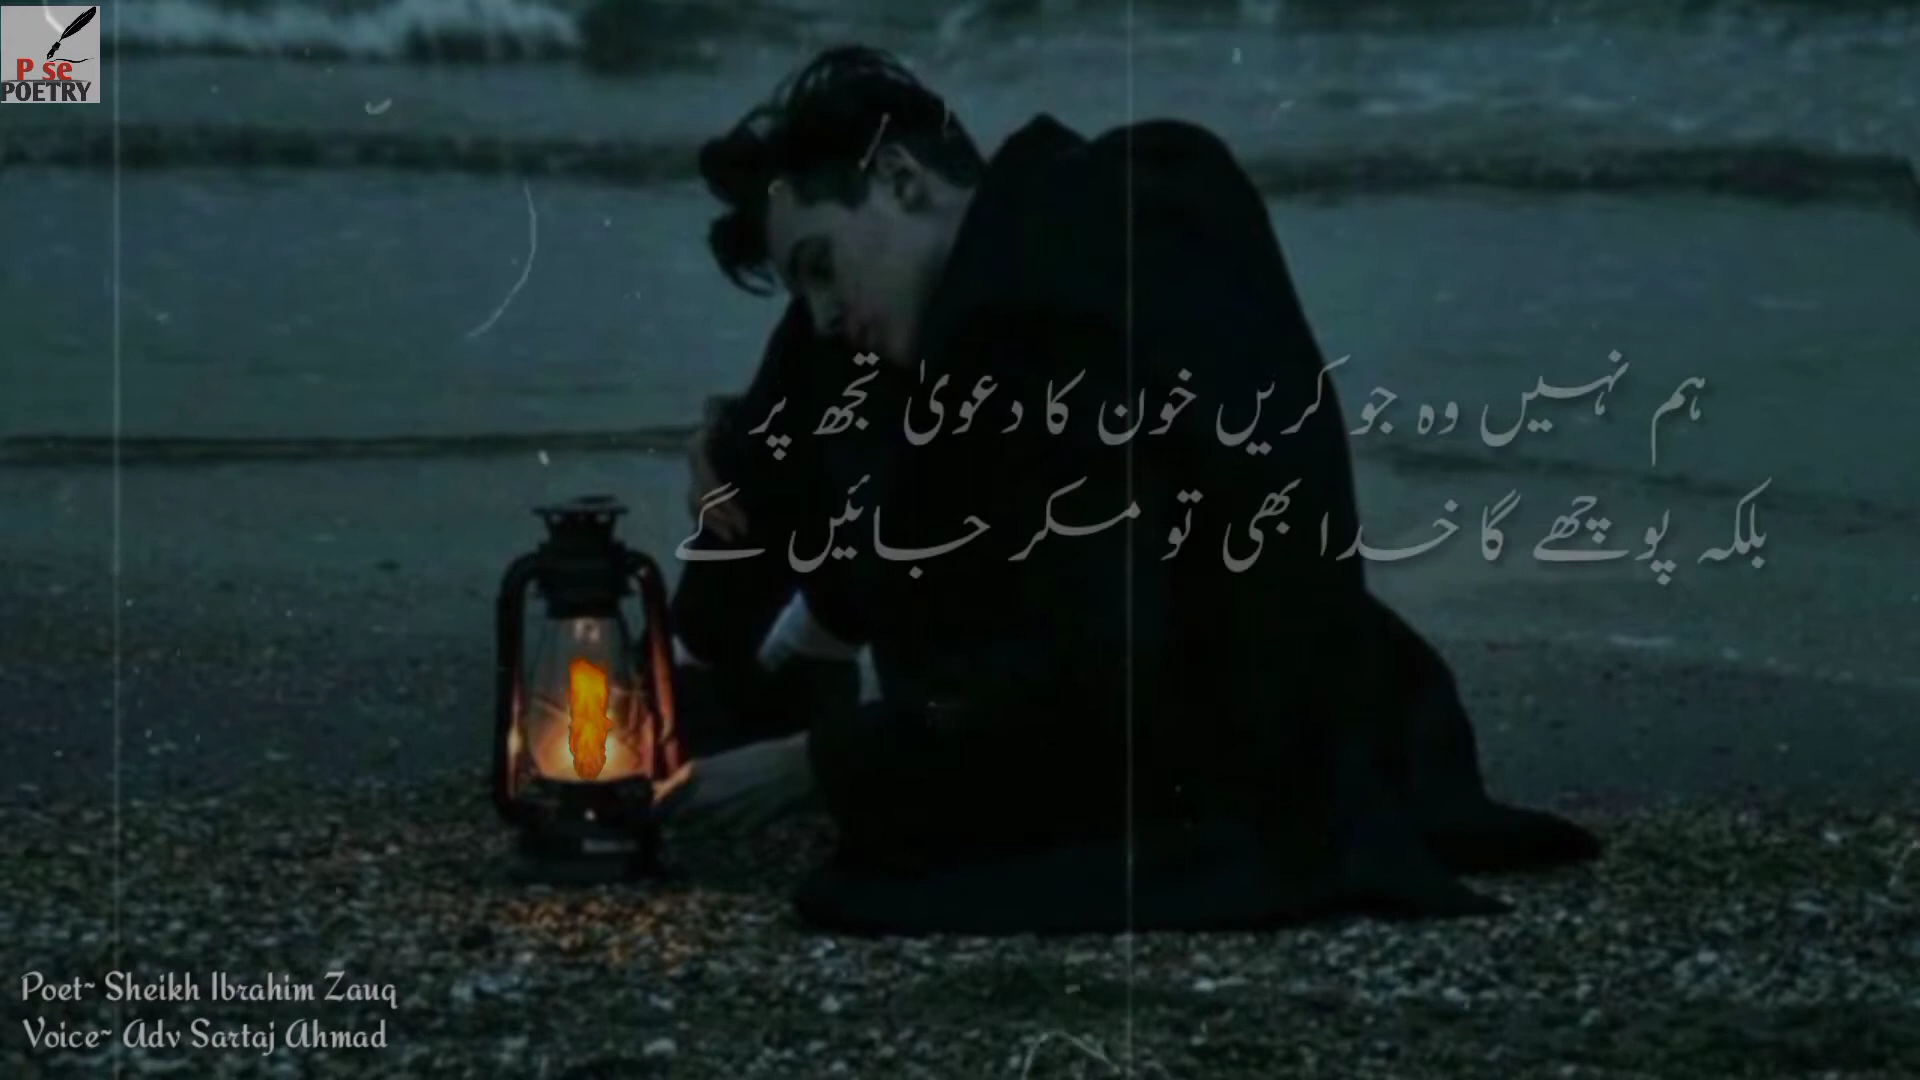 P se
POETRY
ہم نہیں وہ جو کریں خون کا دعویٰ تجھ پر
بلکہ پوچھے گا خدا بھی تو مکر جائیں گے
Poet~ Sheikh Ibrahim Zauq
Voice~ Adv Sartaj Ahmad